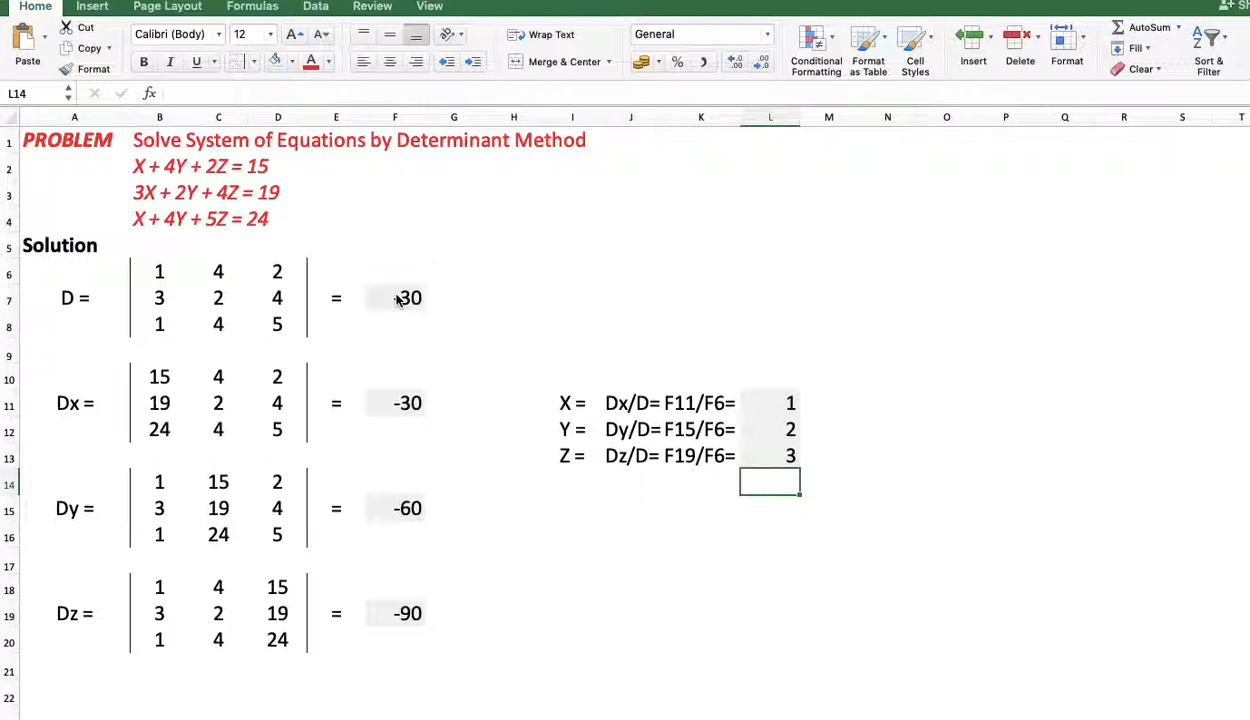 Home Insert Page Layout Formulas Data Review View
Cut Calibri (Body) 12 A A Wrap Text General AutoSum
Copy Fill
Paste Format B I U A Merge & Center % Conditional Formatting Format as Table Cell Styles Insert Delete Format Clear Sort & Filter
L14 fx
A B C D E F G H I J K L M N O P Q R S T
1 PROBLEM Solve System of Equations by Determinant Method
2 X + 4Y + 2Z = 15
3 3X + 2Y + 4Z = 19
4 X + 4Y + 5Z = 24
5 Solution
6 1 4 2
7 D = 3 2 4 = -30
8 1 4 5
9
10 15 4 2
11 Dx = 19 2 4 = -30 X = Dx/D= F11/F6= 1
12 24 4 5 Y = Dy/D= F15/F6= 2
13 Z = Dz/D= F19/F6= 3
14 1 15 2
15 Dy = 3 19 4 = -60
16 1 24 5
17
18 1 4 15
19 Dz = 3 2 19 = -90
20 1 4 24
21
22